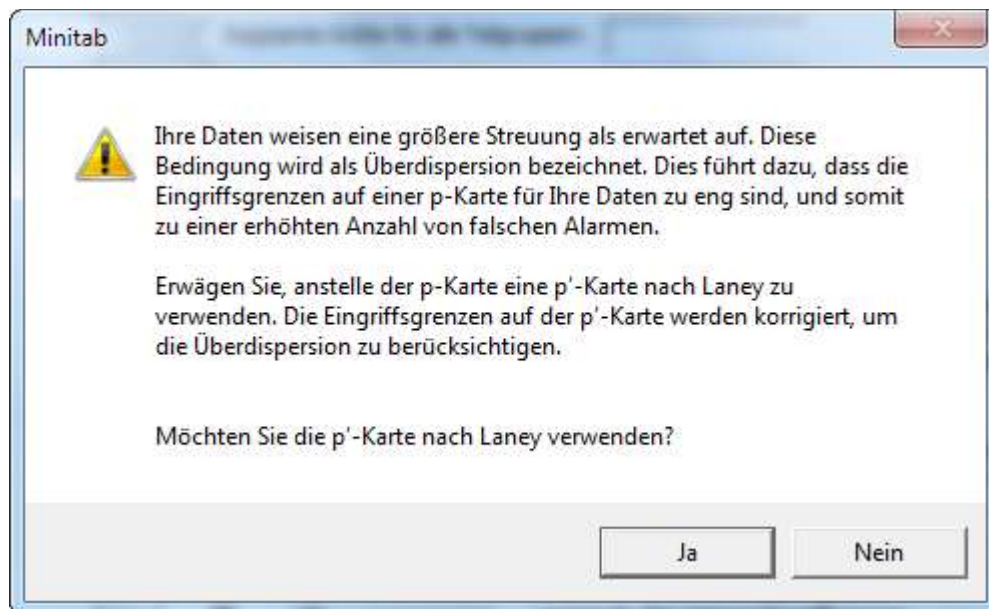 Minitab
Ihre Daten weisen eine größere Streuung als erwartet auf. Diese
Bedingung wird als Überdispersion bezeichnet. Dies führt dazu, dass die
Eingriffsgrenzen auf einer p-Karte für Ihre Daten zu eng sind, und somit
zu einer erhöhten Anzahl von falschen Alarmen.
Erwägen Sie, anstelle der p-Karte eine p'-Karte nach Laney zu
verwenden. Die Eingriffsgrenzen auf der p'-Karte werden korrigiert, um
die Überdispersion zu berücksichtigen.
Möchten Sie die p'-Karte nach Laney verwenden?
Ja
Nein